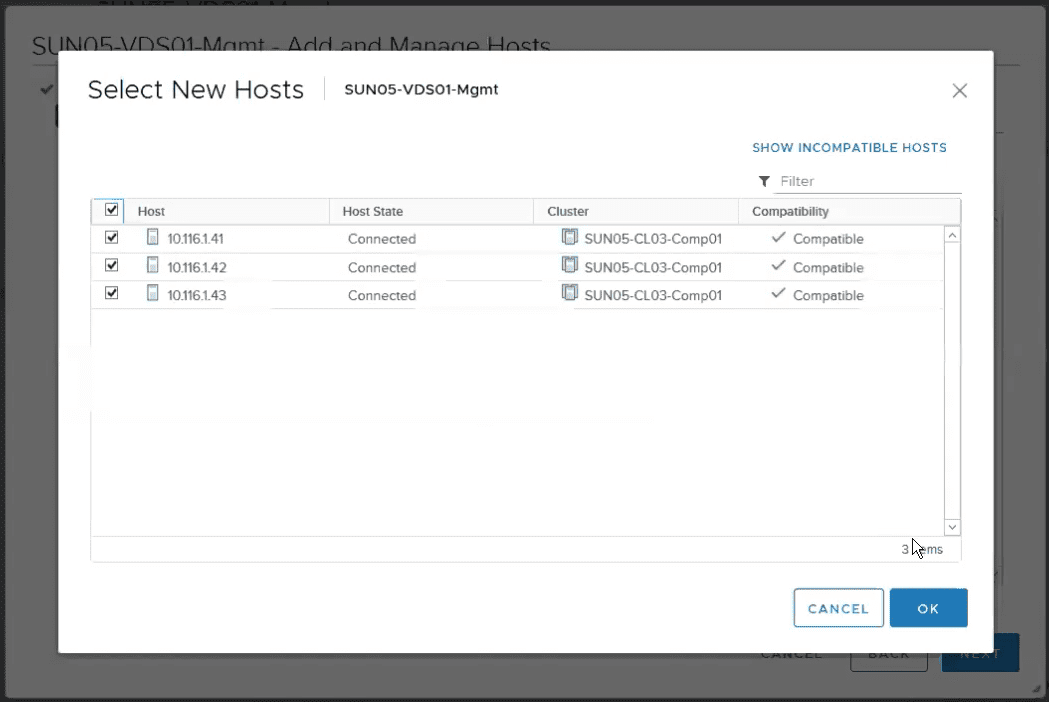 SUN05-VDS01-Mgmt - Add and Manage Hosts
Select New Hosts SUN05-VDS01-Mgmt
SHOW INCOMPATIBLE HOSTS
Filter
Host Host State Cluster Compatibility
10.116.1.41 Connected SUN05-CL03-Comp01 Compatible
10.116.1.42 Connected SUN05-CL03-Comp01 Compatible
10.116.1.43 Connected SUN05-CL03-Comp01 Compatible
3 items
CANCEL OK
CANCEL BACK NEXT